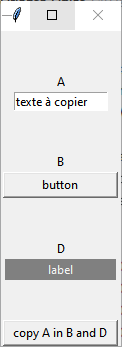 A
texte à copier
B
button
D
label
copy A in B and D